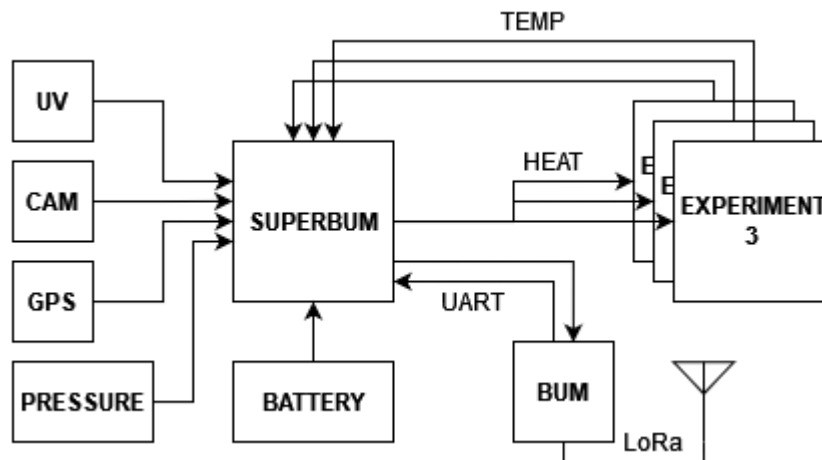 TEMP
UV
HEAT
E
E
CAM
SUPERBUM
EXPERIMENT
3
GPS
UART
PRESSURE
BATTERY
BUM
LoRa